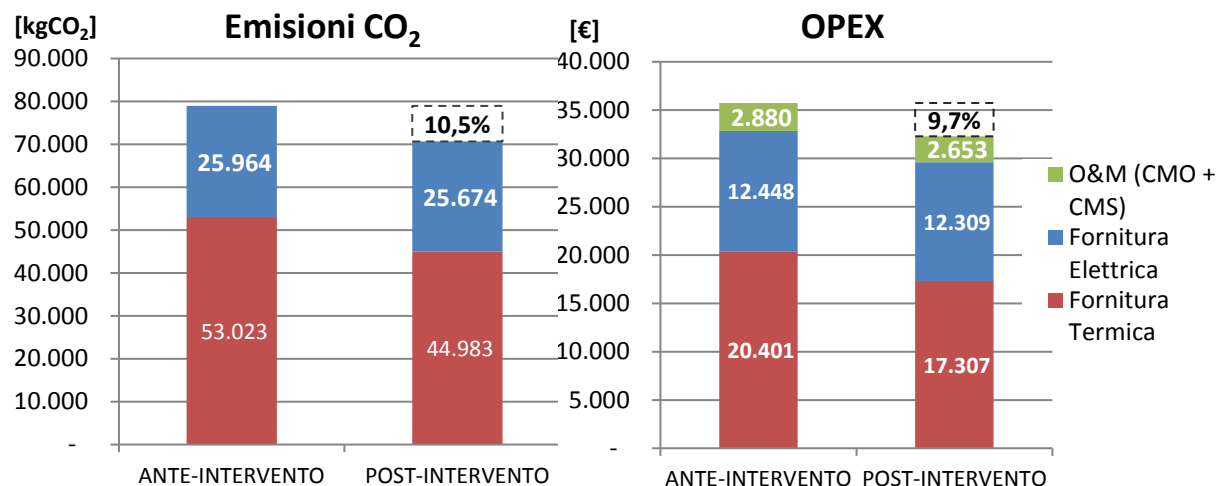 [kgCO2]
Emisioni CO2
90.000
80.000
70.000
60.000
50.000
40.000
30.000
20.000
10.000
-
25.964
53.023
10,5%
25.674
44.983
ANTE-INTERVENTO
POST-INTERVENTO
[€]
OPEX
40.000
35.000
30.000
25.000
20.000
15.000
10.000
5.000
-
2.880
12.448
20.401
9,7%
2.653
12.309
17.307
ANTE-INTERVENTO
POST-INTERVENTO
O&M (CMO +
CMS)
Fornitura
Elettrica
Fornitura
Termica